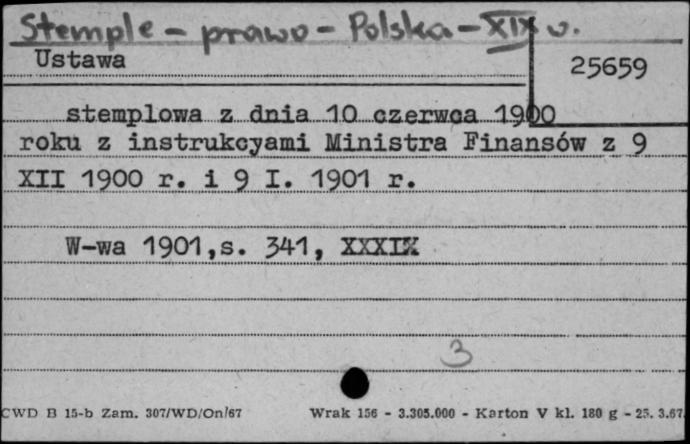 Stemple - prawo - Polska - XIX w.
Ustawa
25659
stemplowa z dnia 10 czerwca 1900
roku z instrukcyami Ministra Finansów z 9
XII 1900 r. i 9 I. 1901 r.
W-wa 1901,s. 341, XXXIX
3
CWD B 15-b Zam. 307/WD/On/67 Wrak 156 - 3.305.000 - Karton V kl. 180 g - 25. 3.67.